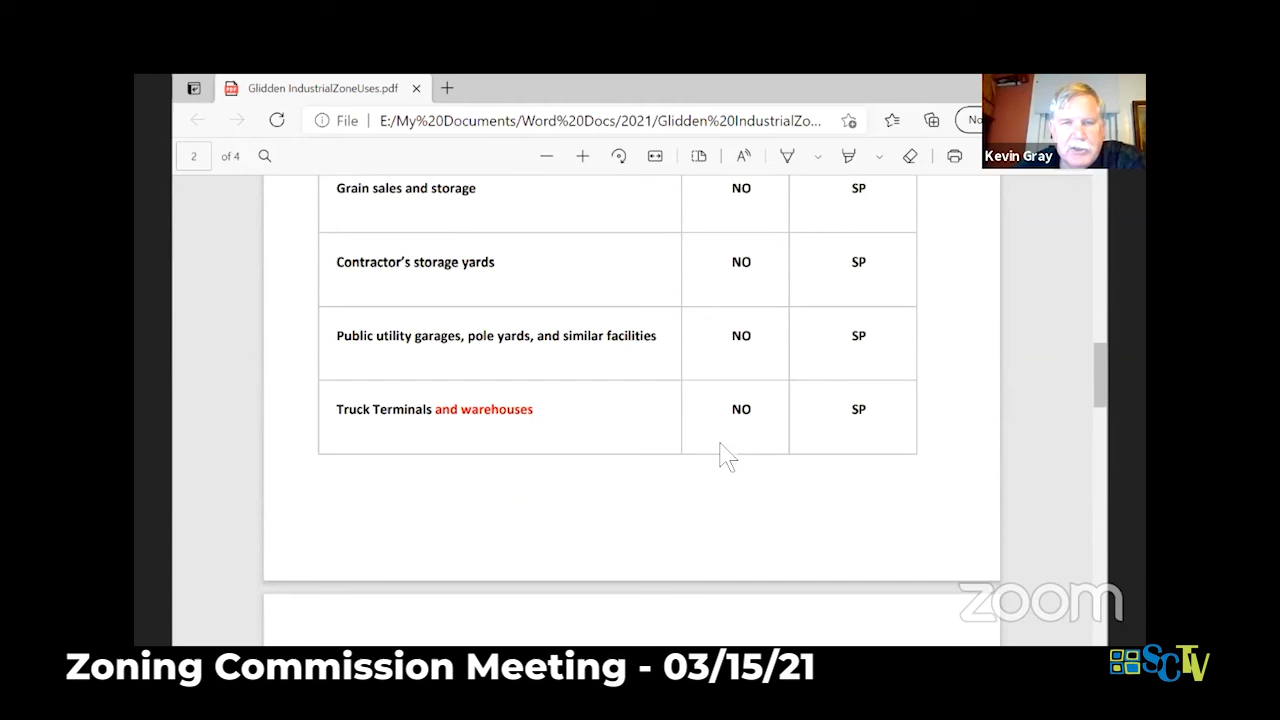 Glidden IndustrialZoneUses.pdf
File
E:/My%20Documents/Word%20Docs/2021/Glidden%20IndustrialZo...
No
2 of 4
Kevin Gray
Grain sales and storage NO SP
Contractor's storage yards NO SP
Public utility garages, pole yards, and similar facilities NO SP
Truck Terminals and warehouses NO SP
zoom
Zoning Commission Meeting - 03/15/21
SCTV